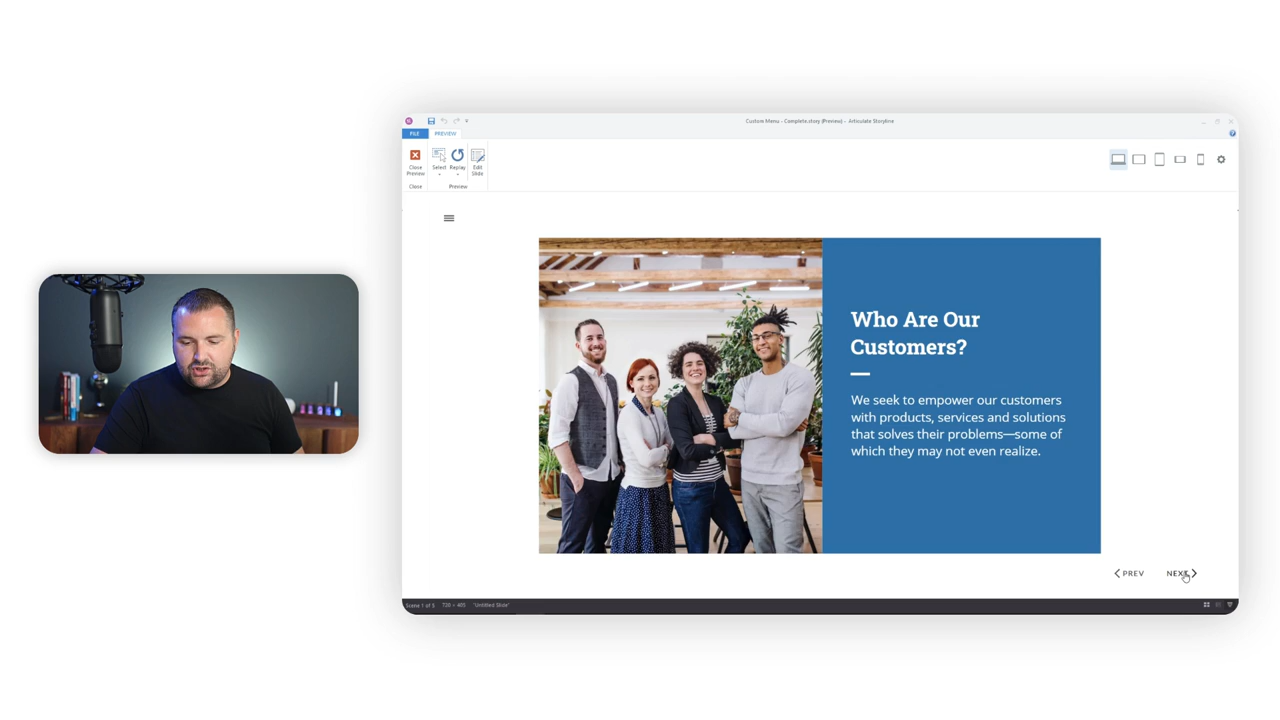 Custom Menu - Complete.story (Preview) - Articulate Storyline
FILE
PREVIEW
Close
Preview
Select
Replay
Edit
Slide
Close
Preview
Who Are Our
Customers?
We seek to empower our customers
with products, services and solutions
that solves their problems—some of
which they may not even realize.
PREV
NEXT
Scene 1 of 5
720 × 405
'Untitled Slide'